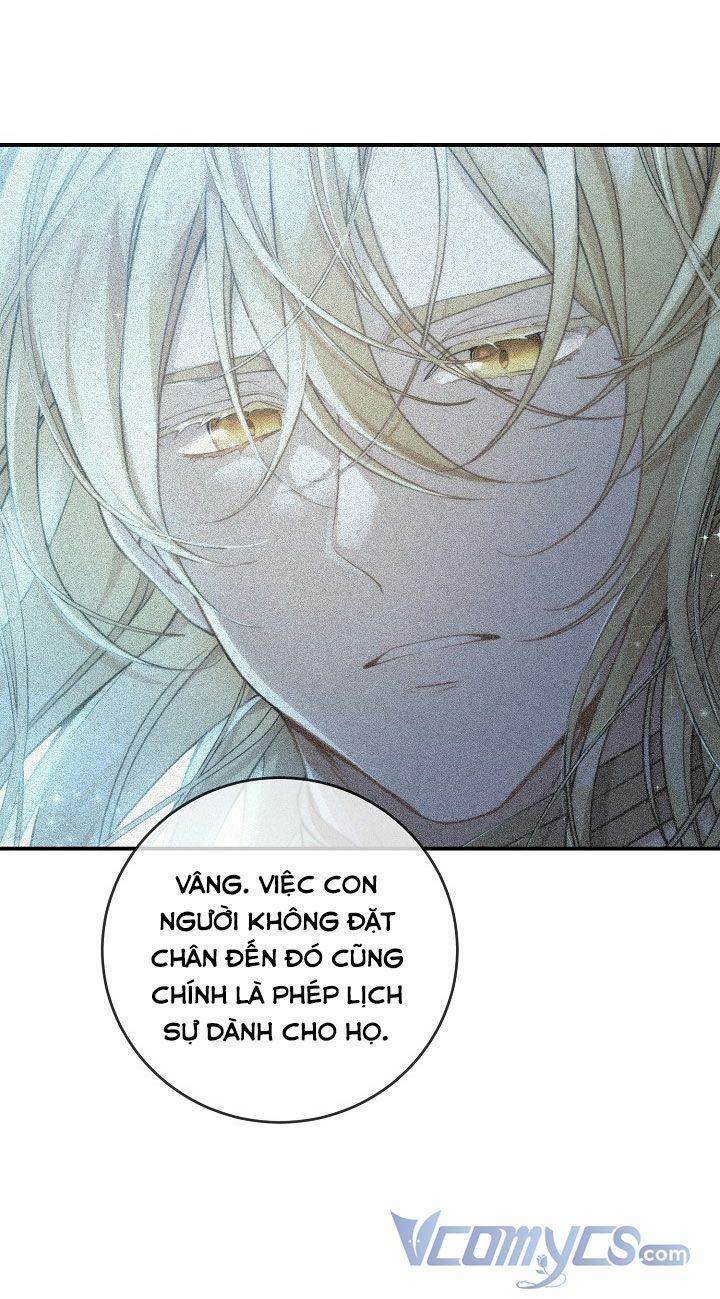 VÂNG. VIỆC CON
NGƯỜI KHÔNG ĐẶT
CHÂN ĐẾN ĐÓ CŨNG
CHÍNH LÀ PHÉP LỊCH
SỰ DÀNH CHO HỌ.
VCOMYCS.com